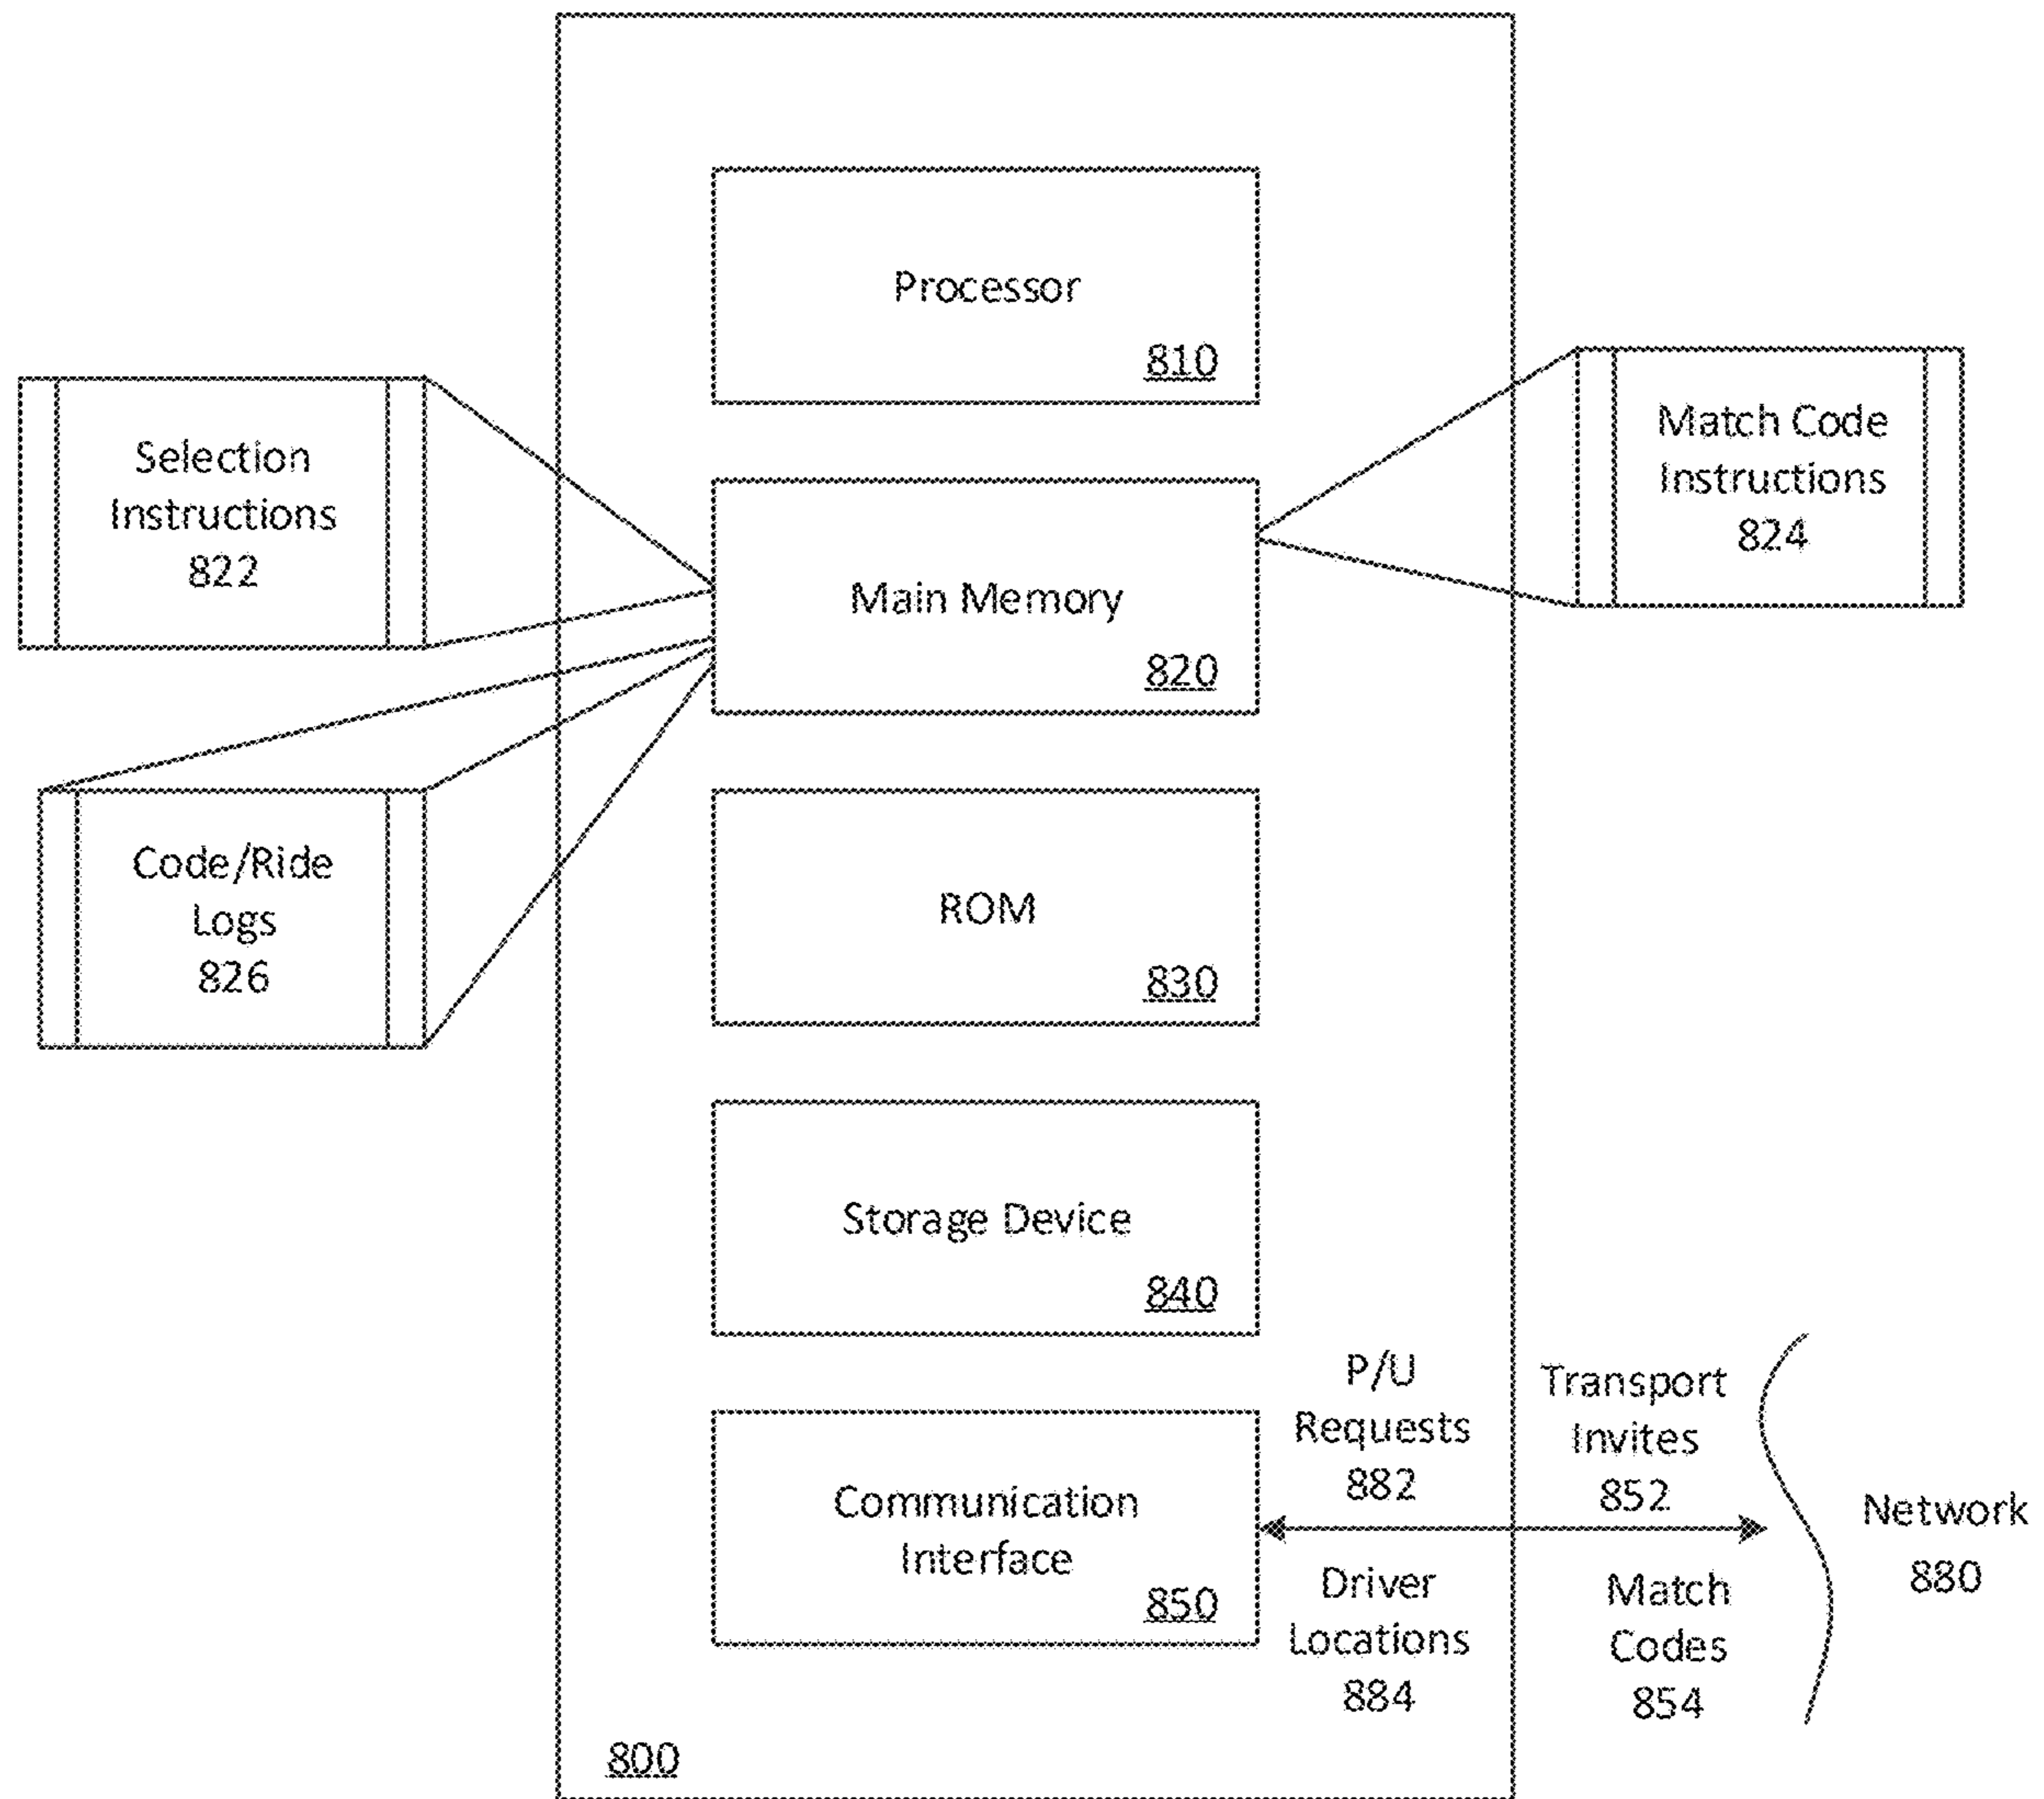 Processor
810
Selection
Instructions
822
Match Code
Instructions
824
Main Memory
820
Code/Ride
Logs
826
ROM
830
Storage Device
840
P/U
Requests
882
Transport
Invites
852
Communication
Interface
850
Network
880
Driver
Locations
884
Match
Codes
854
800